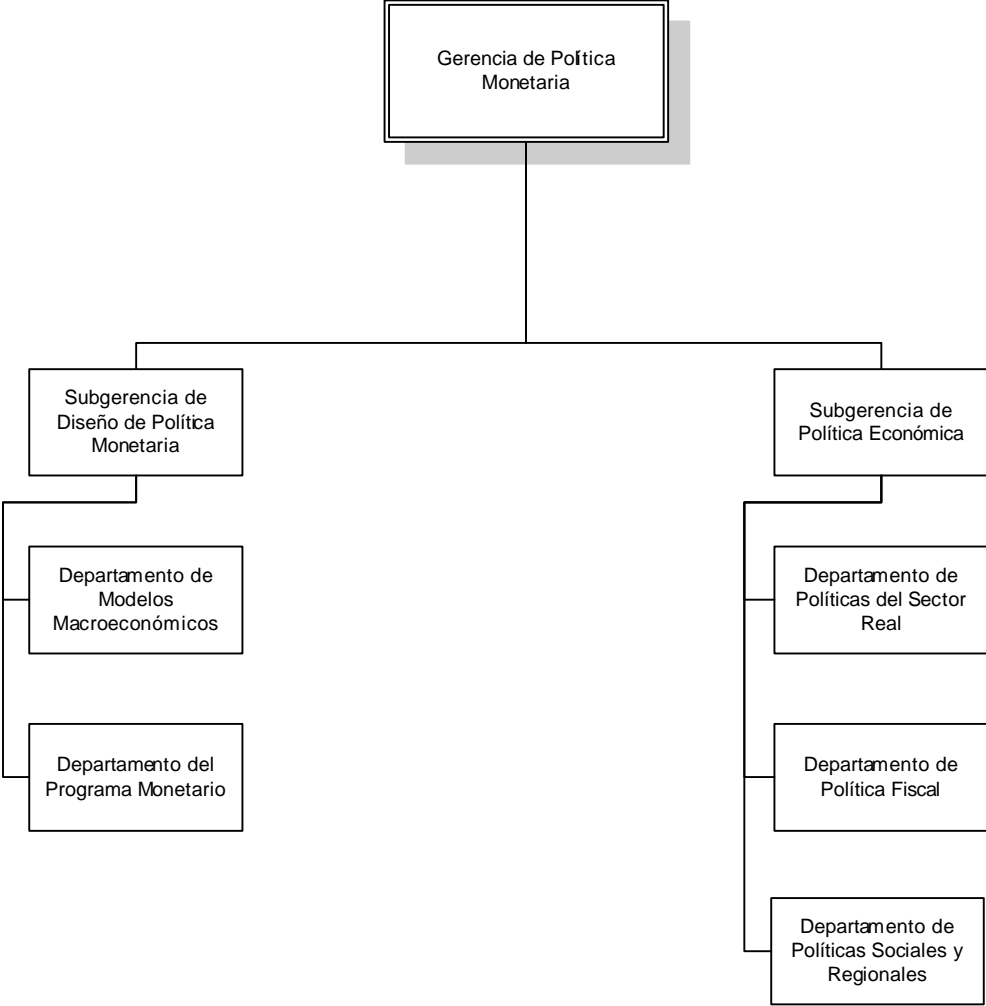 Gerencia de Política
Monetaria
Subgerencia de
Diseño de Política
Monetaria
Subgerencia de
Política Económica
Departamento de
Modelos
Macroeconómicos
Departamento de
Políticas del Sector
Real
Departamento del
Programa Monetario
Departamento de
Política Fiscal
Departamento de
Políticas Sociales y
Regionales